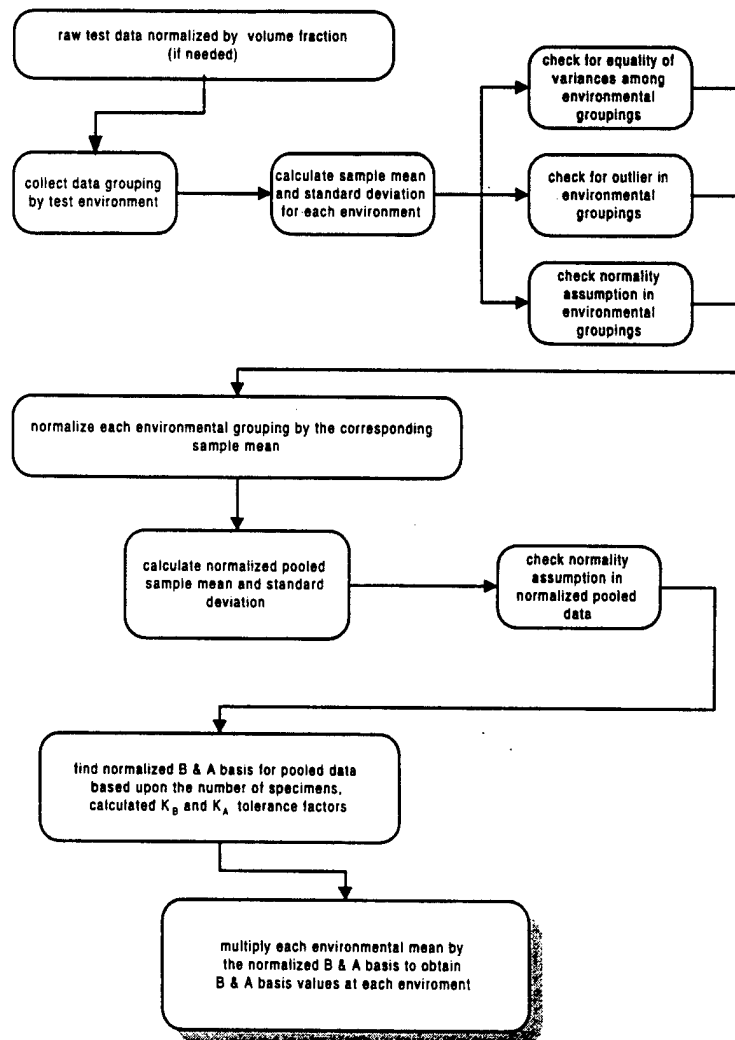 raw test data normalized by volume fraction
(if needed)
collect data grouping
by test environment
calculate sample mean
and standard deviation
for each environment
check for equality of
variances among
environmental
groupings
check for outlier in
environmental
groupings
check normality
assumption in
environmental
groupings
normalize each environmental grouping by the corresponding
sample mean
calculate normalized pooled
sample mean and standard
deviation
check normality
assumption in
normalized pooled
data
find normalized B & A basis for pooled data
based upon the number of specimens,
calculated K_B and K_A tolerance factors
multiply each environmental mean by
the normalized B & A basis to obtain
B & A basis values at each enviroment